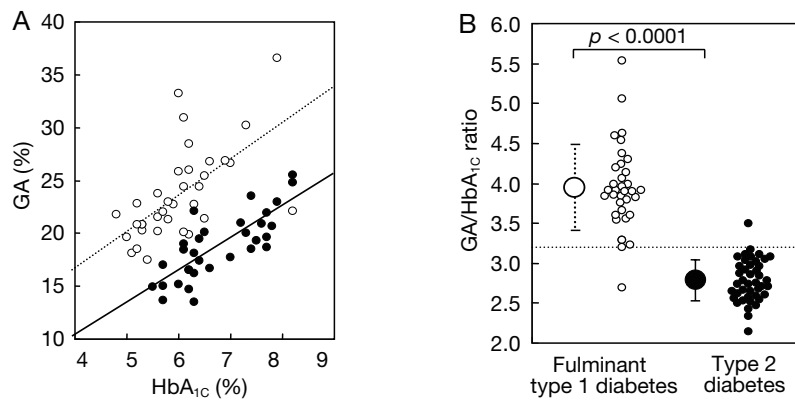 A
40
35
30
25
20
15
10
GA (%)
4 5 6 7 8 9
HbA1C (%)
B
p < 0.0001
6.0
5.5
5.0
4.5
4.0
3.5
3.0
2.5
2.0
GA/HbA1C ratio
Fulminant
type 1 diabetes
Type 2
diabetes